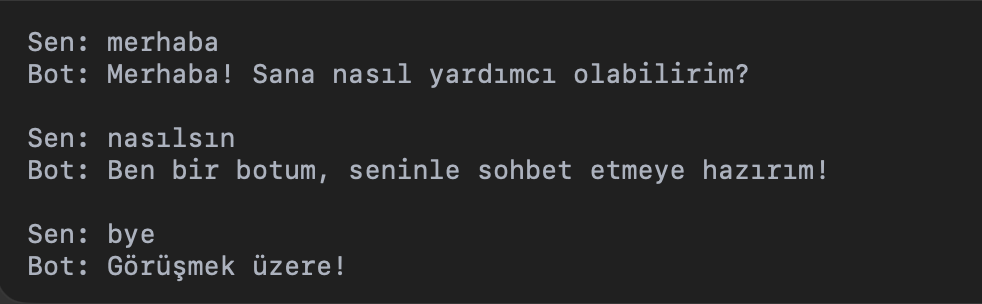 Sen: merhaba
Bot: Merhaba! Sana nasıl yardımcı olabilirim?
Sen: nasılsın
Bot: Ben bir botum, seninle sohbet etmeye hazırım!
Sen: bye
Bot: Görüşmek üzere!